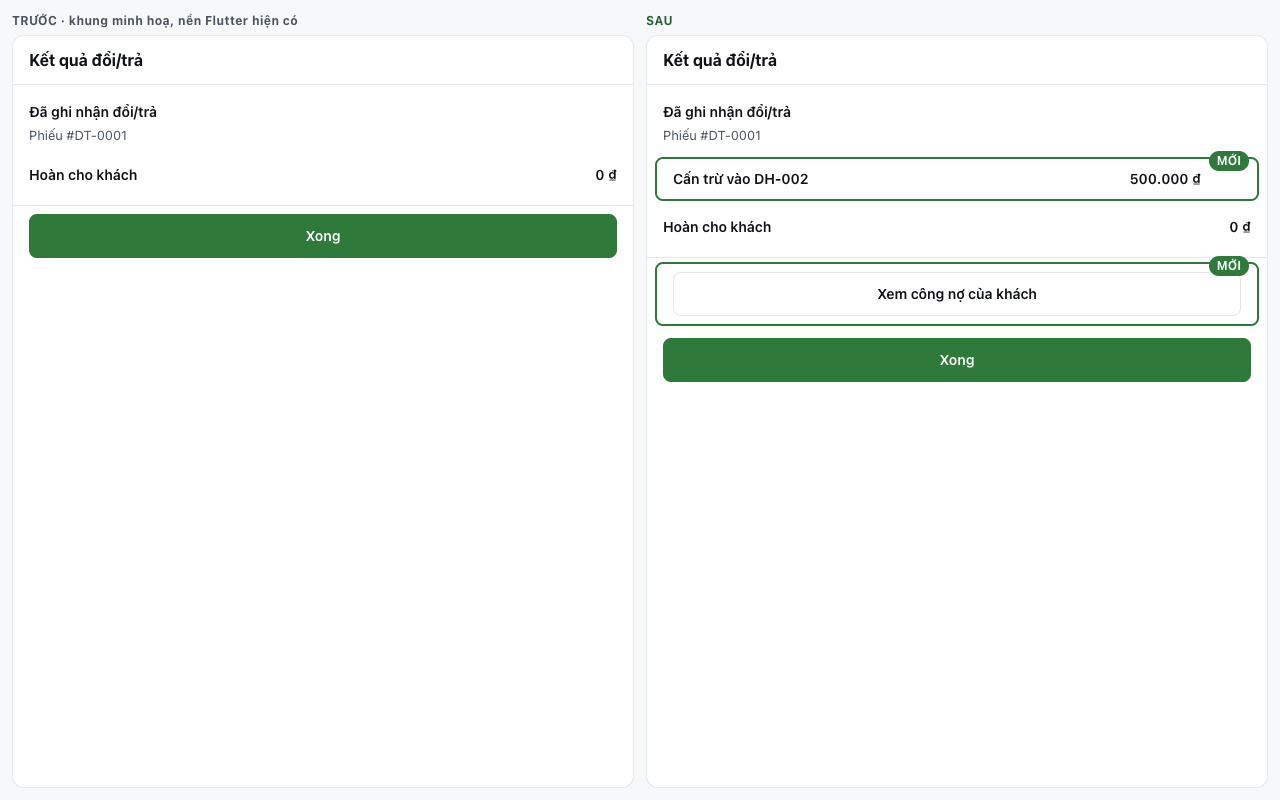 TRƯỚC · khung minh hoạ, nền Flutter hiện có
Kết quả đổi/trả
Đã ghi nhận đổi/trả
Phiếu #DT-0001
Hoàn cho khách 0 ₫
Xong
SAU
Kết quả đổi/trả
Đã ghi nhận đổi/trả
Phiếu #DT-0001
MỚI
Cấn trừ vào DH-002 500.000 ₫
Hoàn cho khách 0 ₫
MỚI
Xem công nợ của khách
Xong